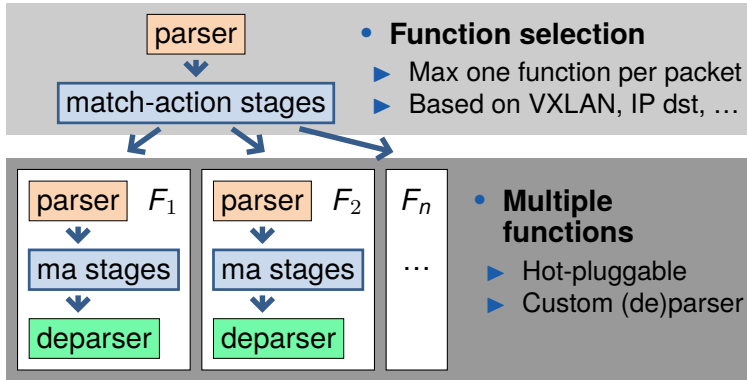 parser
match-action stages
• Function selection
▶ Max one function per packet
▶ Based on VXLAN, IP dst, …
parser F₁
ma stages
deparser
parser F₂
ma stages
deparser
Fₙ
…
• Multiple
functions
▶ Hot-pluggable
▶ Custom (de)parser